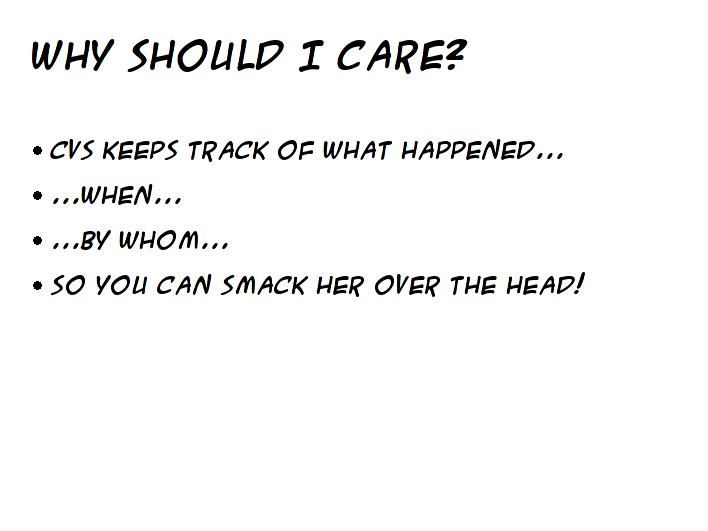 WHY SHOULD I CARE?
• CVS KEEPS TRACK OF WHAT HAPPENED...
• ...WHEN...
• ...BY WHOM...
• SO YOU CAN SMACK HER OVER THE HEAD!